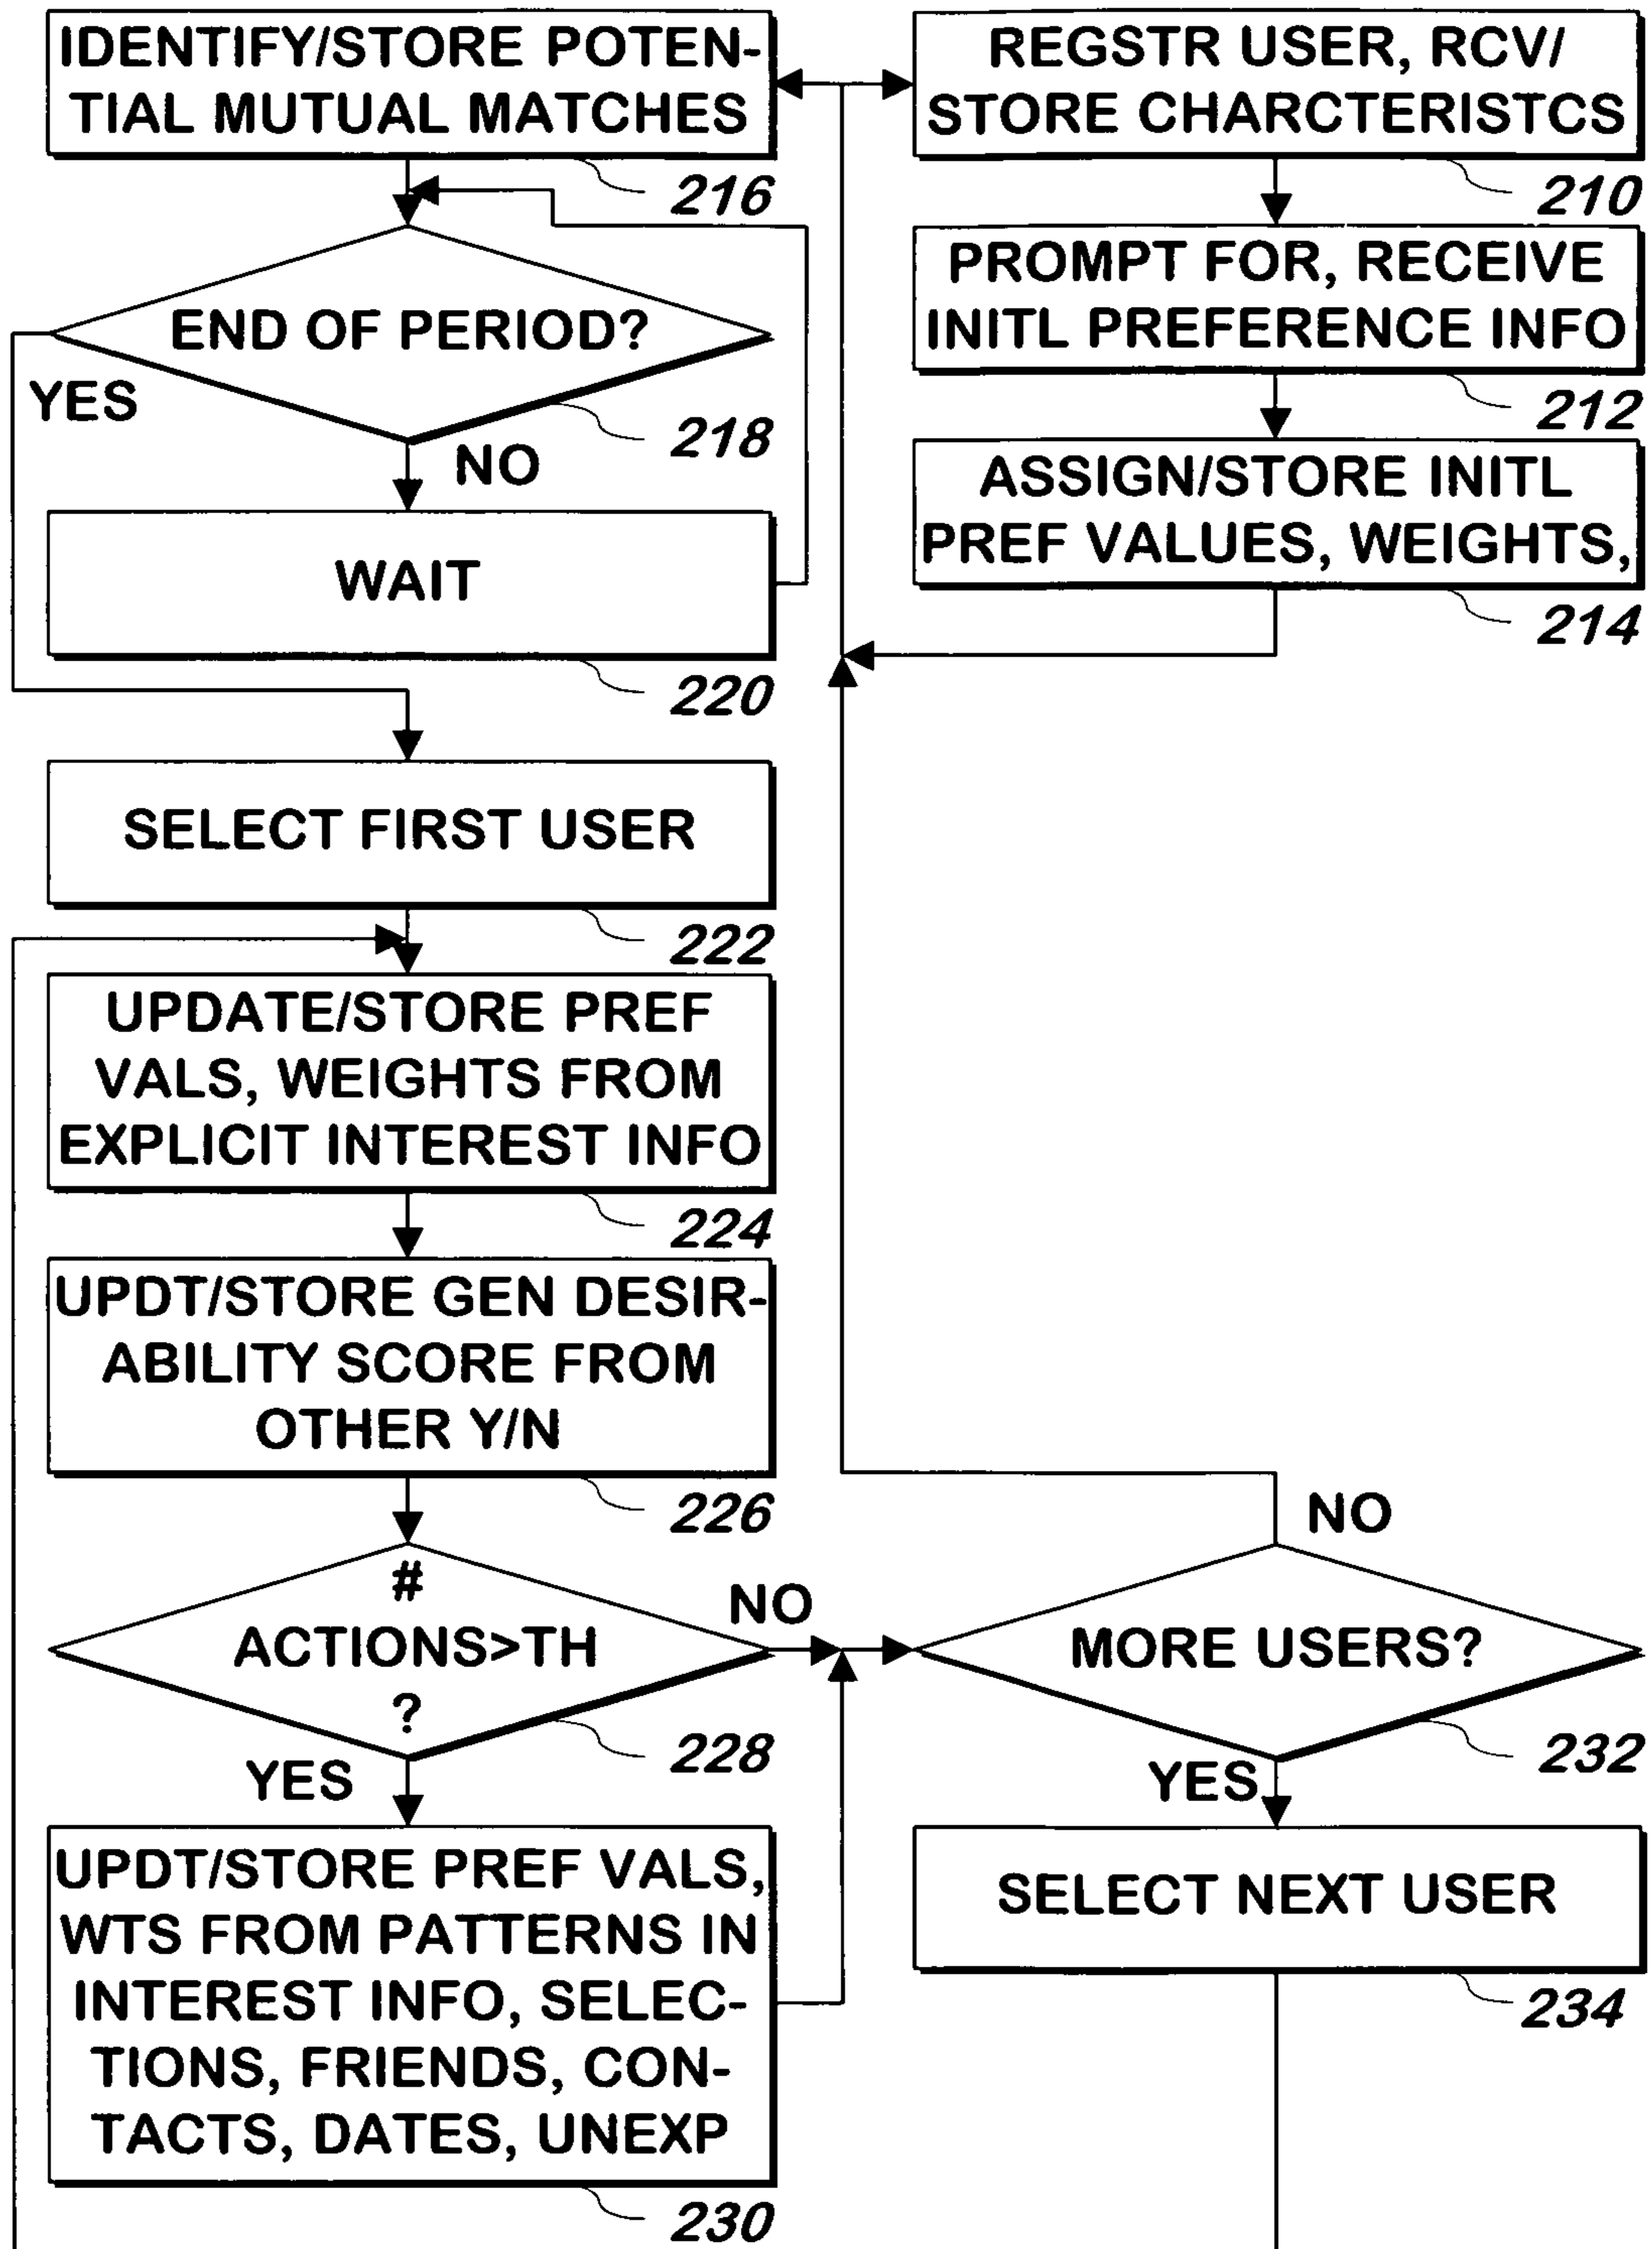 IDENTIFY/STORE POTEN-
TIAL MUTUAL MATCHES
216
END OF PERIOD?
YES
218
NO
WAIT
220
SELECT FIRST USER
222
UPDATE/STORE PREF
VALS, WEIGHTS FROM
EXPLICIT INTEREST INFO
224
UPDT/STORE GEN DESIR-
ABILITY SCORE FROM
OTHER Y/N
226
#
ACTIONS>TH
?
NO
228
YES
UPDT/STORE PREF VALS,
WTS FROM PATTERNS IN
INTEREST INFO, SELEC-
TIONS, FRIENDS, CON-
TACTS, DATES, UNEXP
230
REGSTR USER, RCV/
STORE CHARCTERISTCS
210
PROMPT FOR, RECEIVE
INITL PREFERENCE INFO
212
ASSIGN/STORE INITL
PREF VALUES, WEIGHTS,
214
NO
MORE USERS?
232
YES
SELECT NEXT USER
234